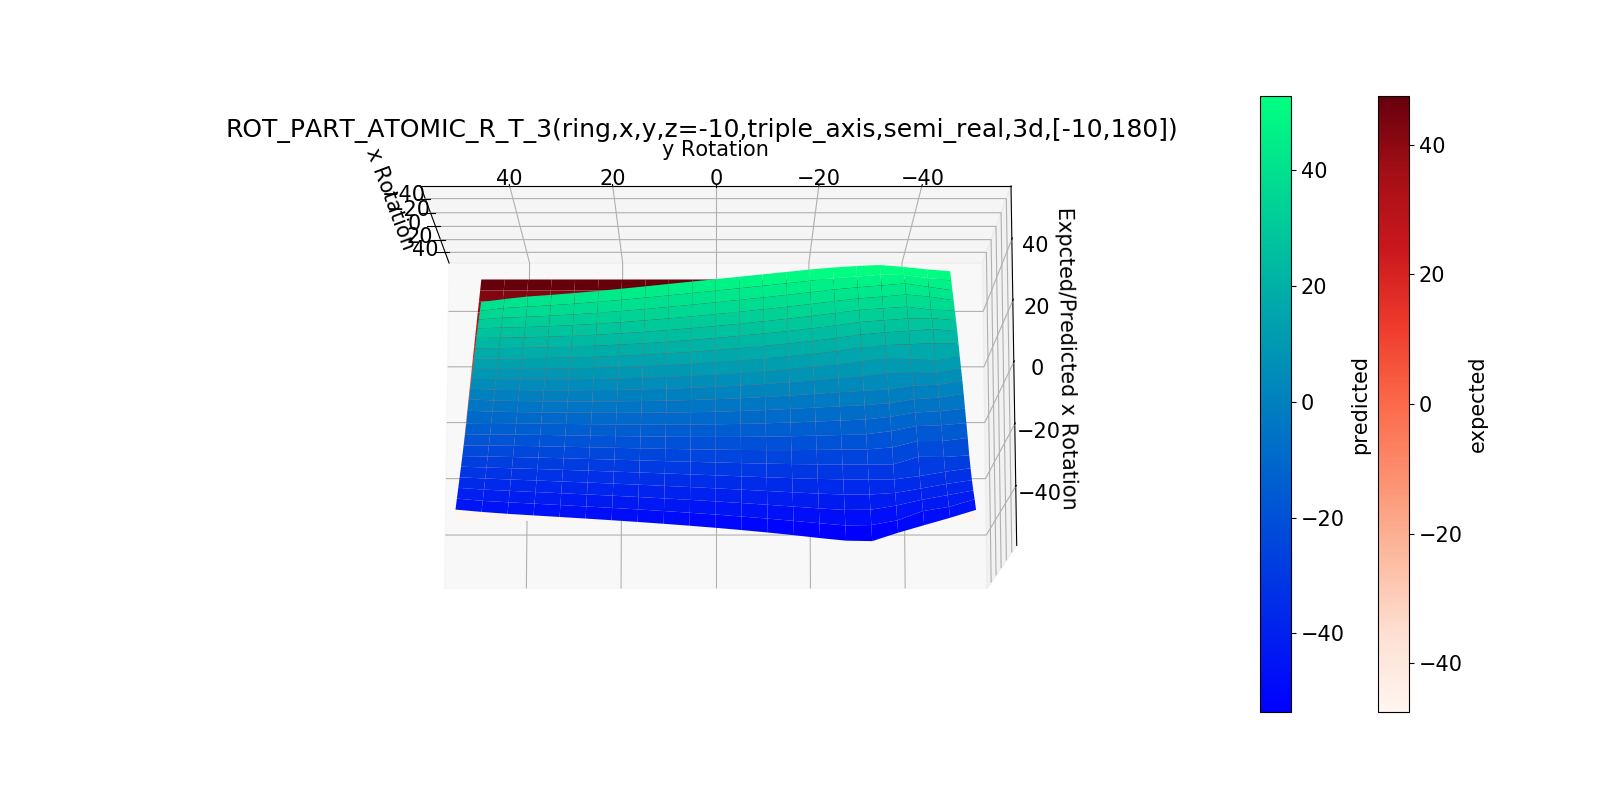 ROT_PART_ATOMIC_R_T_3(ring,x,y,z=-10,triple_axis,semi_real,3d,[-10,180])
y Rotation
x Rotation
40 20 0 −20 −40
−40
−20
0
20
40
Expcted/Predicted x Rotation
40
20
0
−20
−40
40
20
0
−20
−40
predicted
40
20
0
−20
−40
expected